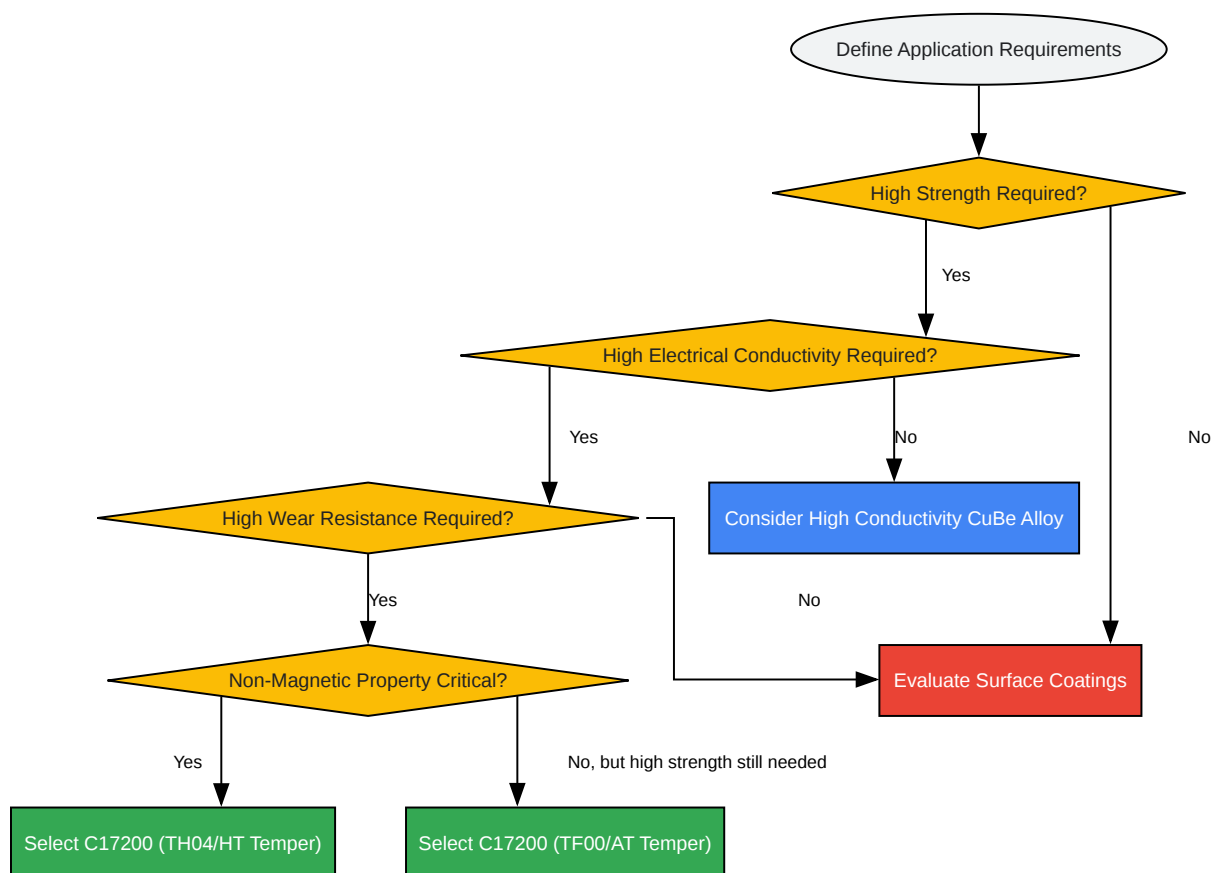 Define Application Requirements
High Strength Required?
Yes
High Electrical Conductivity Required?
Yes
No
No
High Wear Resistance Required?
Consider High Conductivity CuBe Alloy
Yes
No
Non-Magnetic Property Critical?
Evaluate Surface Coatings
Yes
No, but high strength still needed
Select C17200 (TH04/HT Temper)
Select C17200 (TF00/AT Temper)